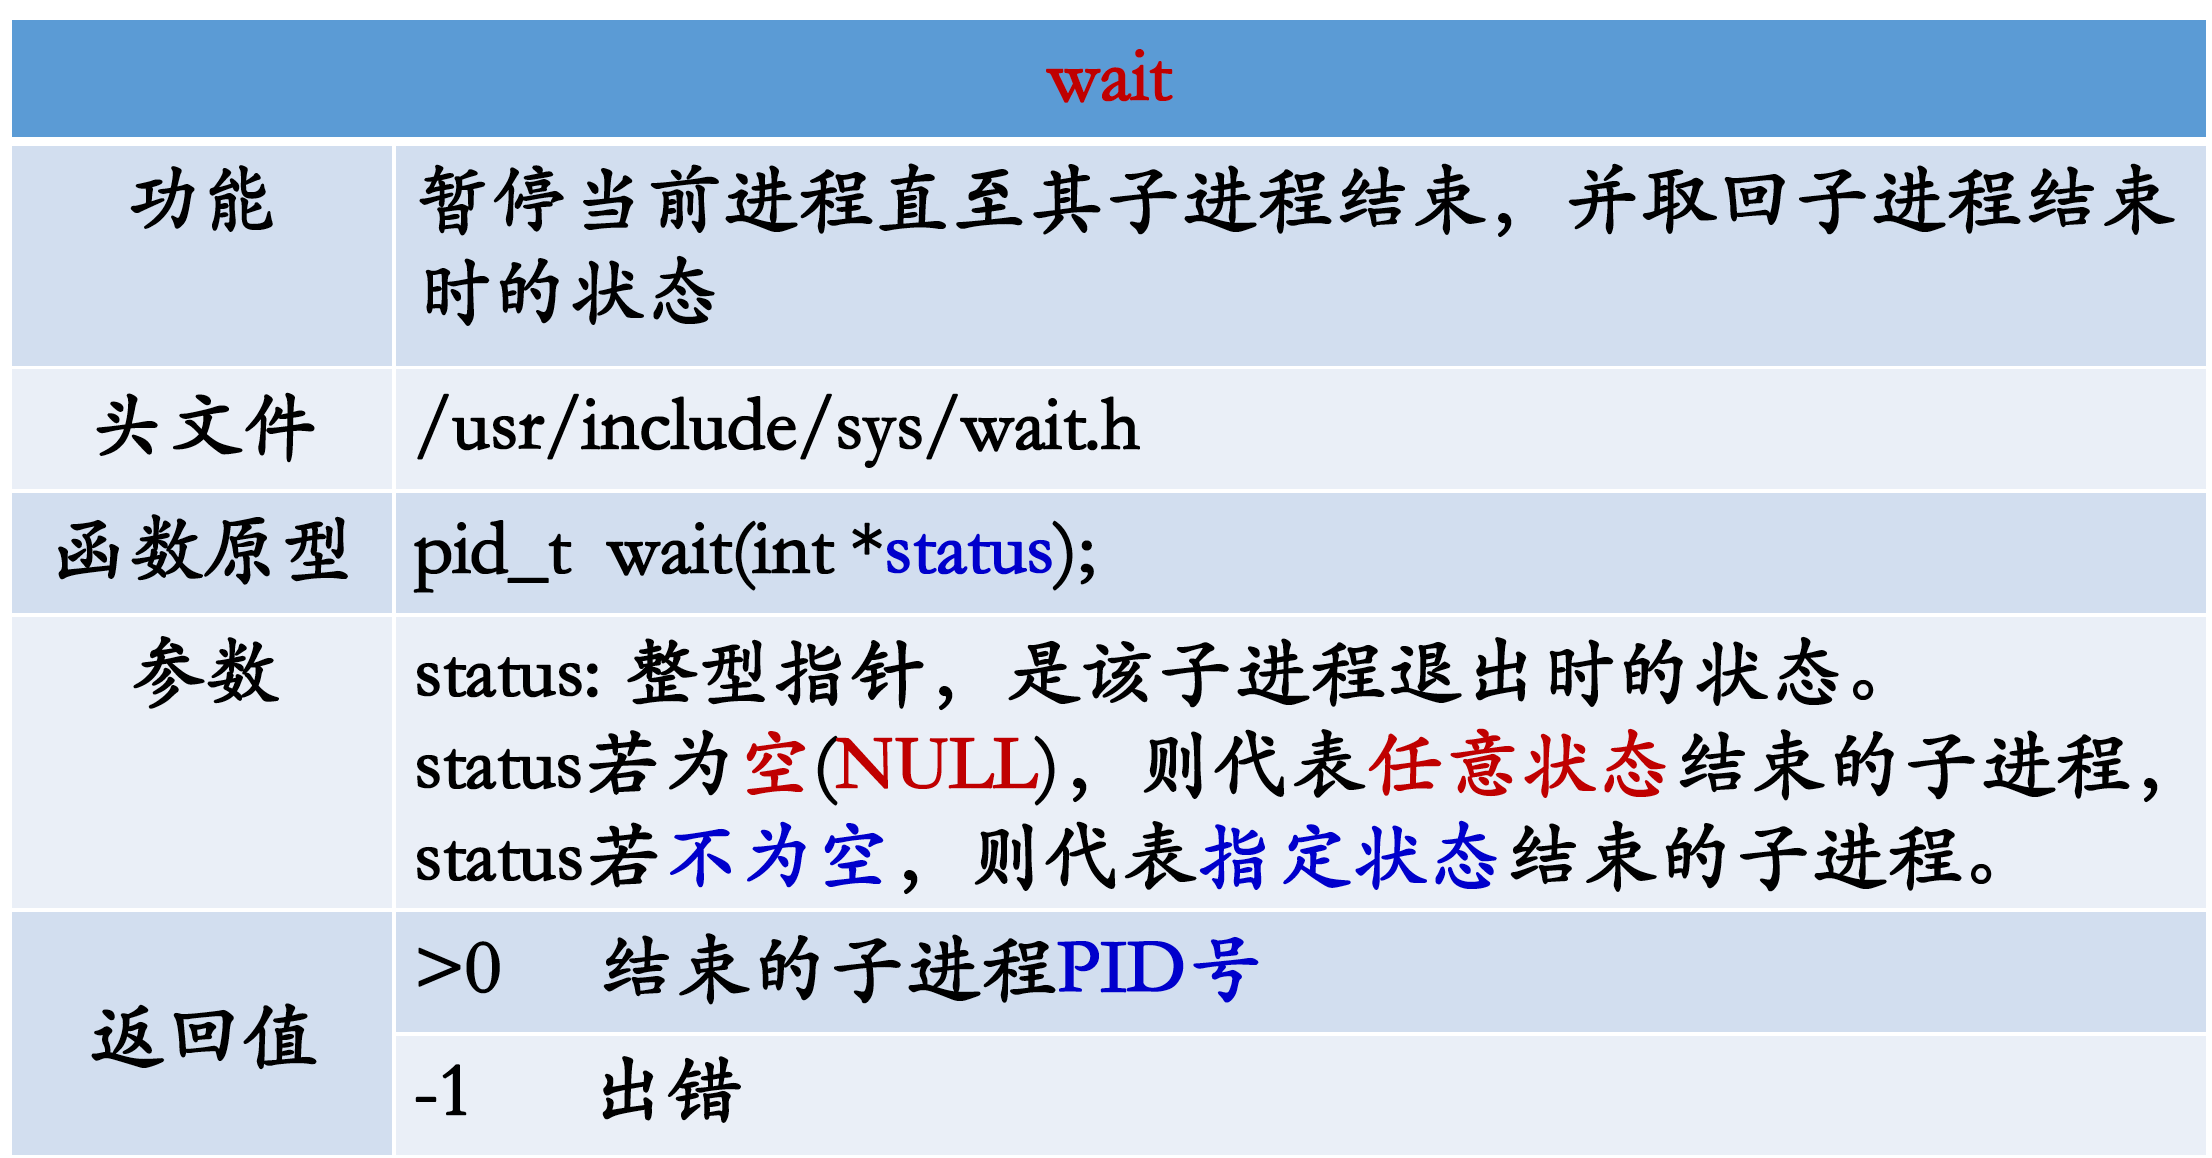 wait
功能
暂停当前进程直至其子进程结束，并取回子进程结束
时的状态
头文件
/usr/include/sys/wait.h
函数原型
pid_t  wait(int *status);
参数
status: 整型指针，是该子进程退出时的状态。
status若为空(NULL)，则代表任意状态结束的子进程，
status若不为空，则代表指定状态结束的子进程。
返回值
>0 结束的子进程PID号
-1 出错